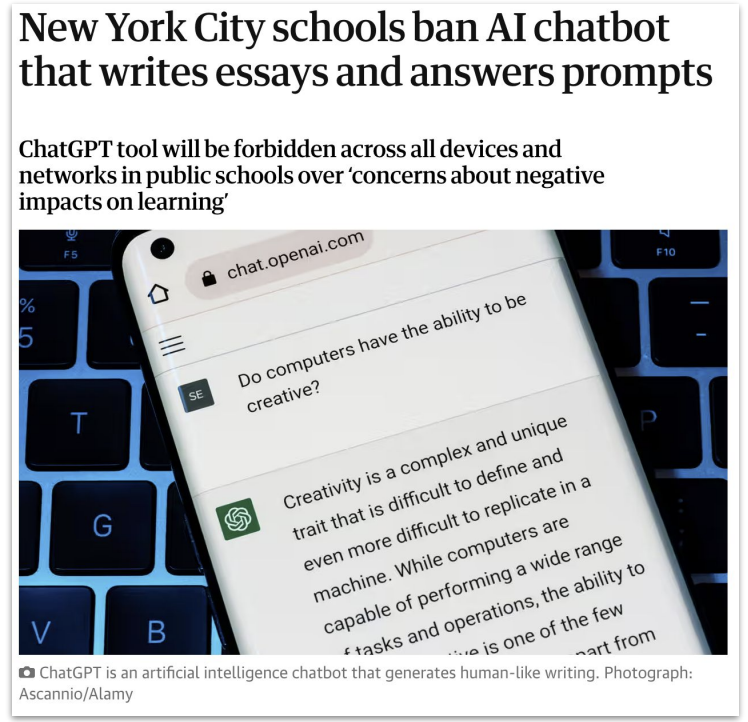 New York City schools ban AI chatbot
that writes essays and answers prompts
ChatGPT tool will be forbidden across all devices and
networks in public schools over ‘concerns about negative
impacts on learning’
F5
F10
%
5
T
G
V
B
P
chat.openai.com
SE
Do computers have the ability to be
creative?
Creativity is a complex and unique
trait that is difficult to define and
even more difficult to replicate in a
machine. While computers are
capable of performing a wide range
f tasks and operations, the ability to
ive is one of the few
part from
ChatGPT is an artificial intelligence chatbot that generates human-like writing. Photograph:
Ascannio/Alamy